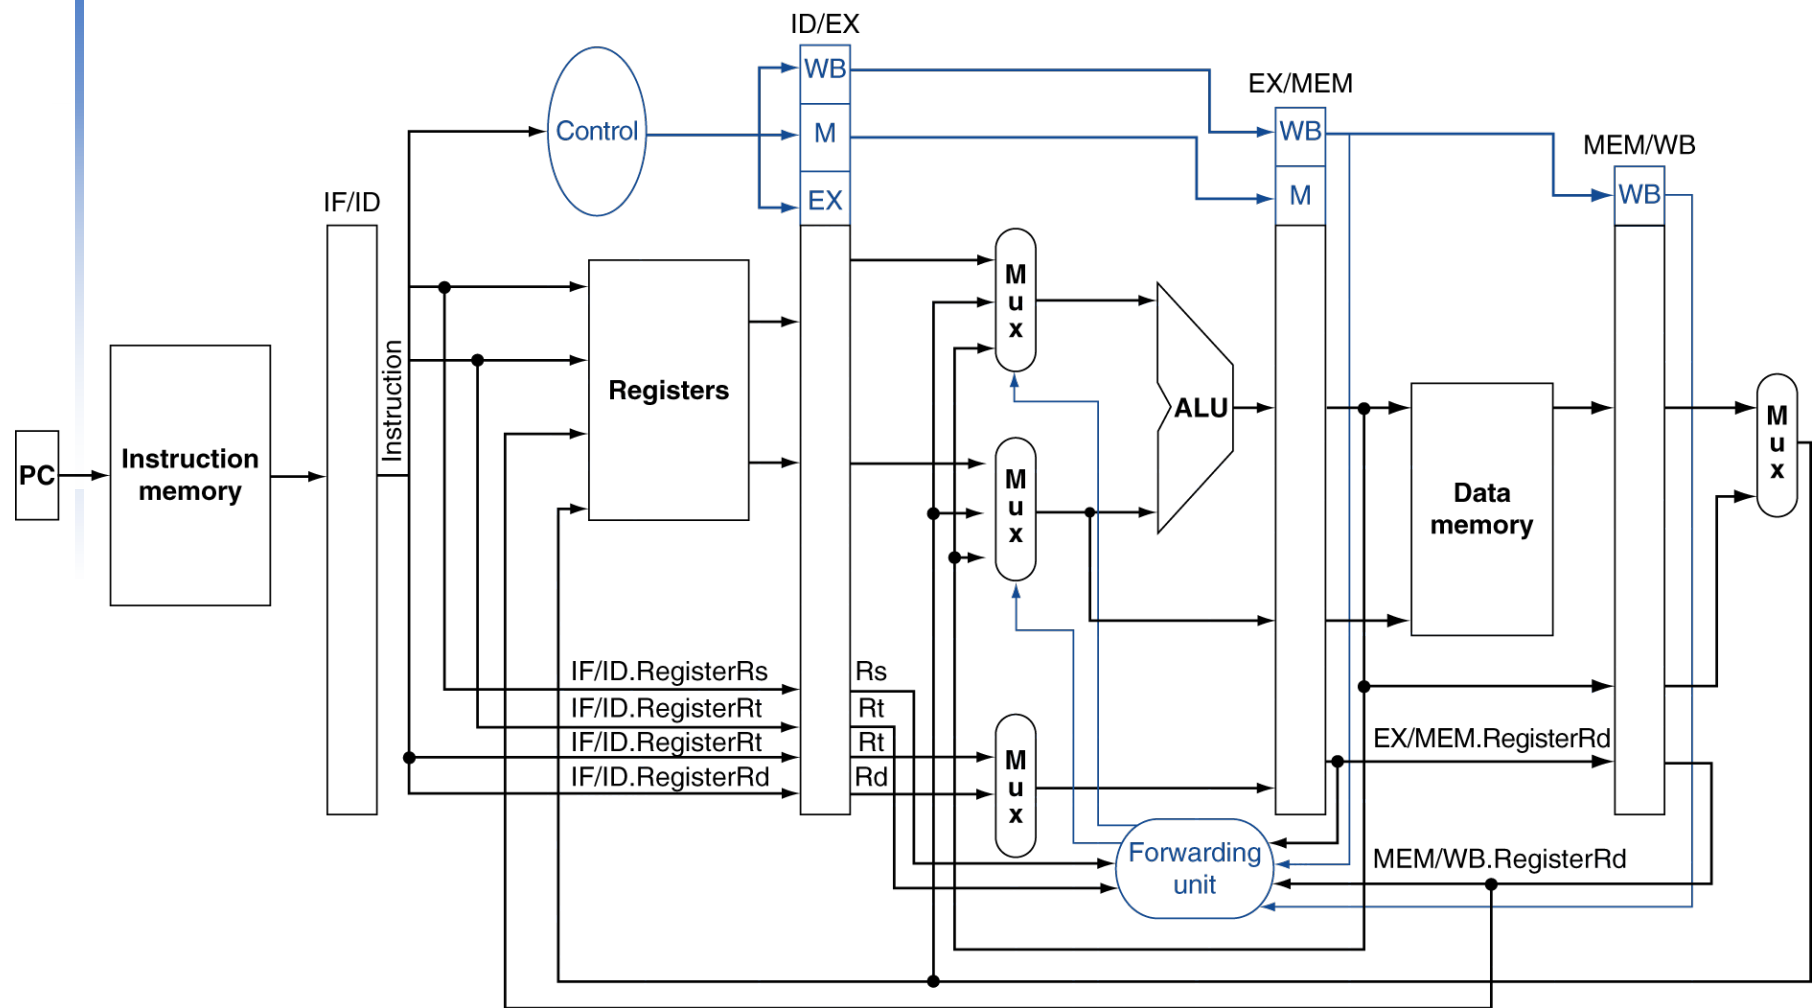 ID/EX
WB
EX/MEM
Control
M
WB
MEM/WB
EX
M
WB
IF/ID
M
u
x
Instruction
Registers
ALU
M
u
x
PC
Instruction
memory
M
u
x
Data
memory
IF/ID.RegisterRs
Rs
IF/ID.RegisterRt
Rt
IF/ID.RegisterRt
Rt
IF/ID.RegisterRd
Rd
M
u
x
EX/MEM.RegisterRd
Forwarding
unit
MEM/WB.RegisterRd